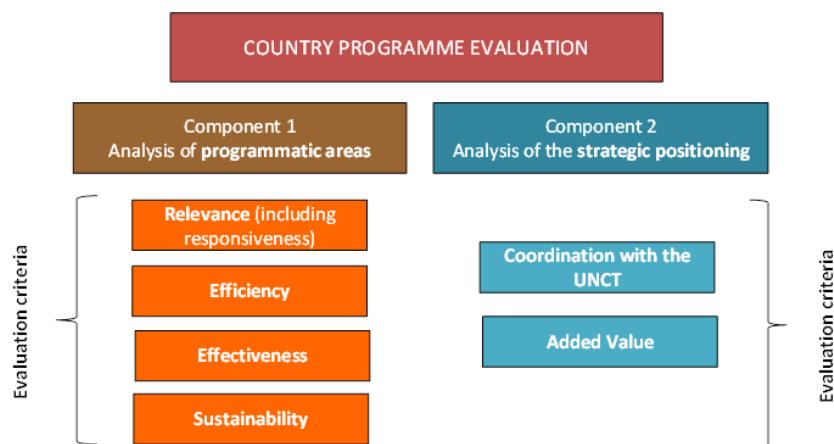 COUNTRY PROGRAMME EVALUATION
Component 1
Analysis of programmatic areas
Component 2
Analysis of the strategic positioning
Evaluation criteria
Relevance (including
responsiveness)
Efficiency
Effectiveness
Sustainability
Coordination with the
UNCT
Added Value
Evaluation criteria